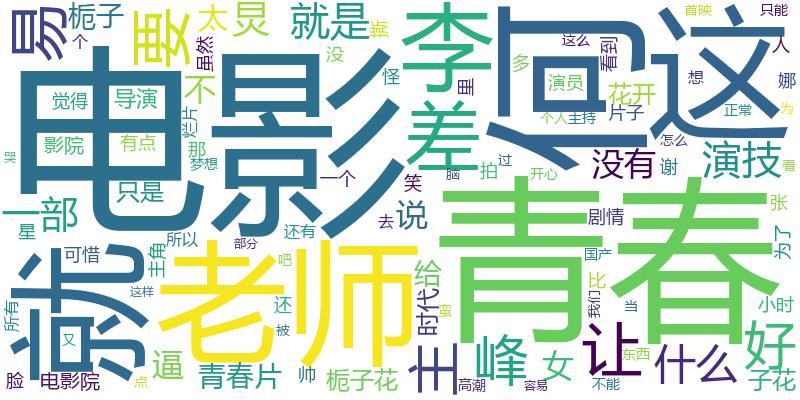 电影
青春
老师
就
何
这
李
差
易
要
太
炅
就是
栀子
个
虽然
揣
不
没
怪
觉得
导演
烂片
影院
有点
那
梦想
哭
只是
一个
笑
一部
星
说
去
可惜
主角
所以
还有
部分
所有
这样
又
还
被
吧
给
时代
茧
脸
电影院
点
逼
青春片
帅
栀子花
主
高潮
峰
容易
女
剧情
国产
比
我们
让
不能
什么
当
东西
好
子花
小时
为了
张
看
谢
没有
演技
怎么
过
脑
开心
拍
里
多
演员
花开
看到
这么
个人
主持
片子
想
正常
为
娜
人
首映
只能